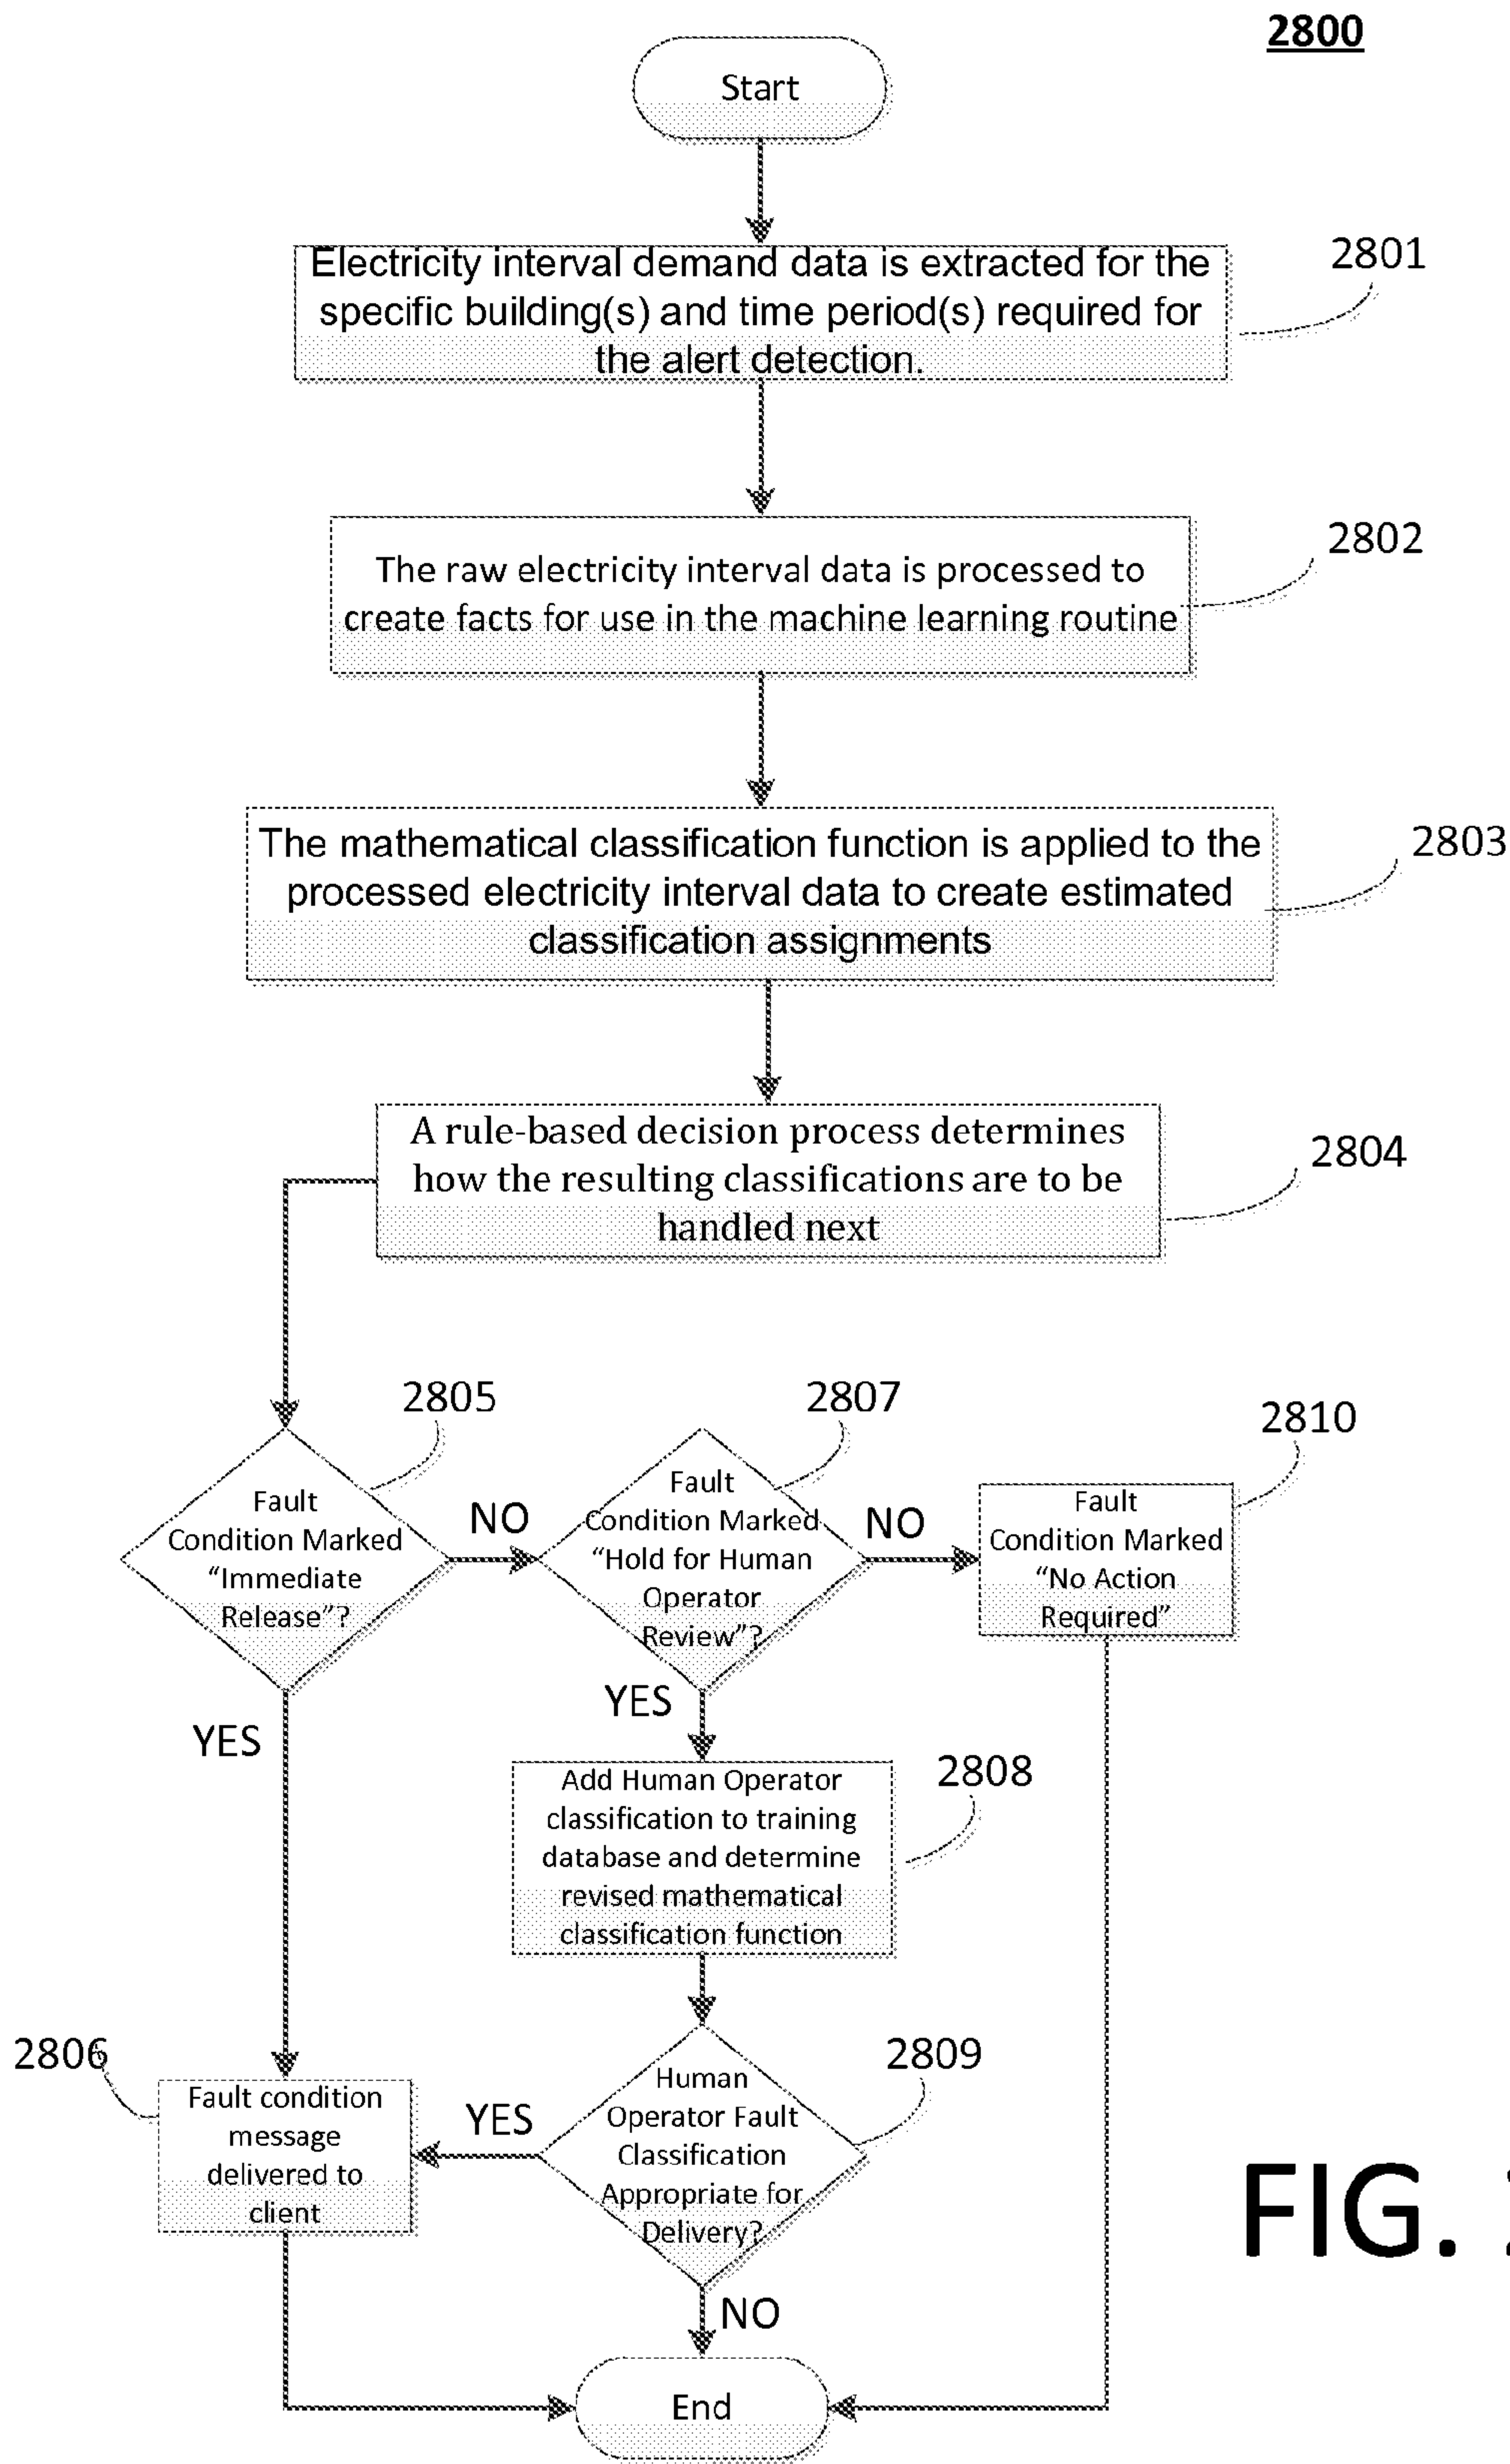 2800
Start
Electricity interval demand data is extracted for the
specific building(s) and time period(s) required for
the alert detection.
2801
The raw electricity interval data is processed to
create facts for use in the machine learning routine
2802
The mathematical classification function is applied to the
processed electricity interval data to create estimated
classification assignments
2803
A rule-based decision process determines
how the resulting classifications are to be
handled next
2804
2805
Fault
Condition Marked
“Immediate
Release”?
NO
YES
2807
Fault
Condition Marked
“Hold for Human
Operator
Review”?
NO
YES
2810
Fault
Condition Marked
“No Action
Required”
Add Human Operator
classification to training
database and determine
revised mathematical
classification function
2808
2806
Fault condition
message
delivered to
client
YES
Human
Operator Fault
Classification
Appropriate for
Delivery?
2809
NO
End
FIG.